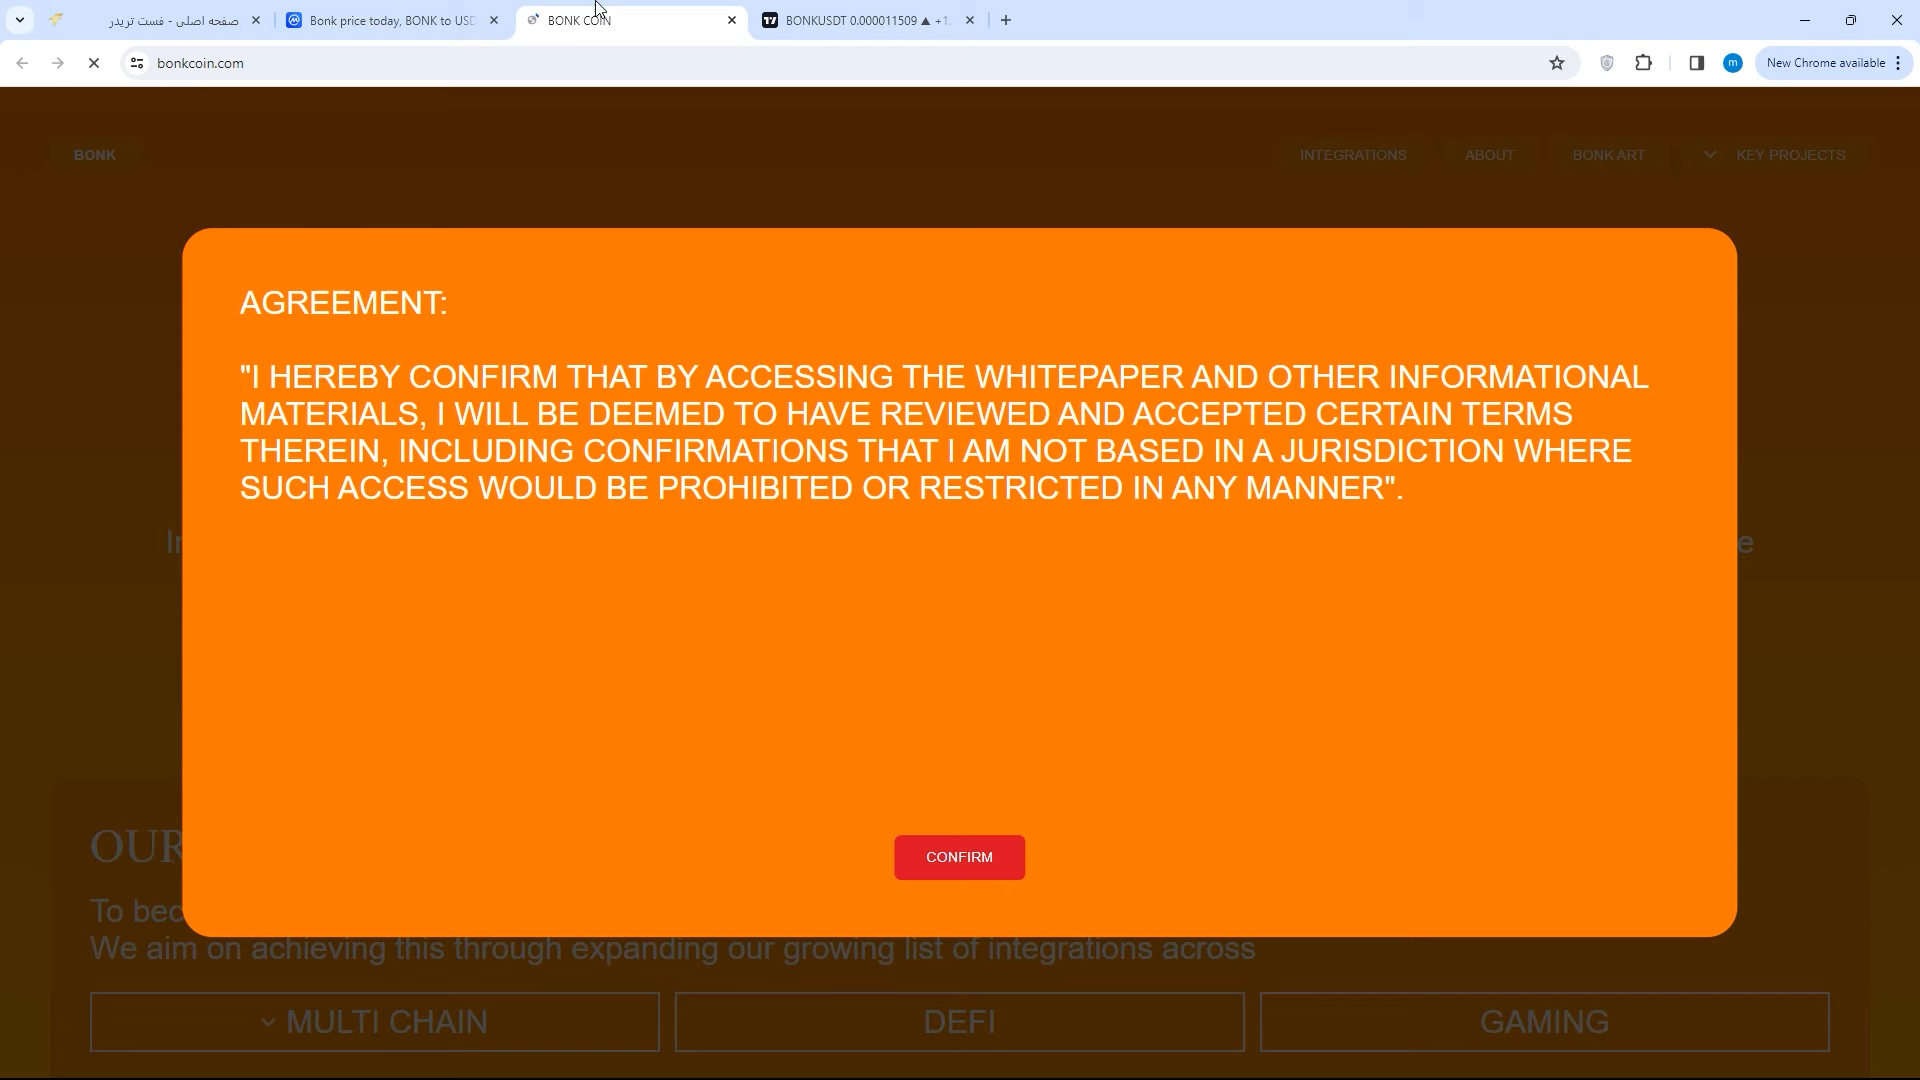 صفحه اصلی - فست تریدر
Bonk price today, BONK to USD
BONK COIN
BONKUSDT 0.000011509 ▲ +1.
bonkcoin.com
New Chrome available
m
BONK
INTEGRATIONS
ABOUT
BONK ART
KEY PROJECTS
AGREEMENT:
"I HEREBY CONFIRM THAT BY ACCESSING THE WHITEPAPER AND OTHER INFORMATIONAL
MATERIALS, I WILL BE DEEMED TO HAVE REVIEWED AND ACCEPTED CERTAIN TERMS
THEREIN, INCLUDING CONFIRMATIONS THAT I AM NOT BASED IN A JURISDICTION WHERE
SUCH ACCESS WOULD BE PROHIBITED OR RESTRICTED IN ANY MANNER".
CONFIRM
OUR
To bec
We aim on achieving this through expanding our growing list of integrations across
MULTI CHAIN
DEFI
GAMING